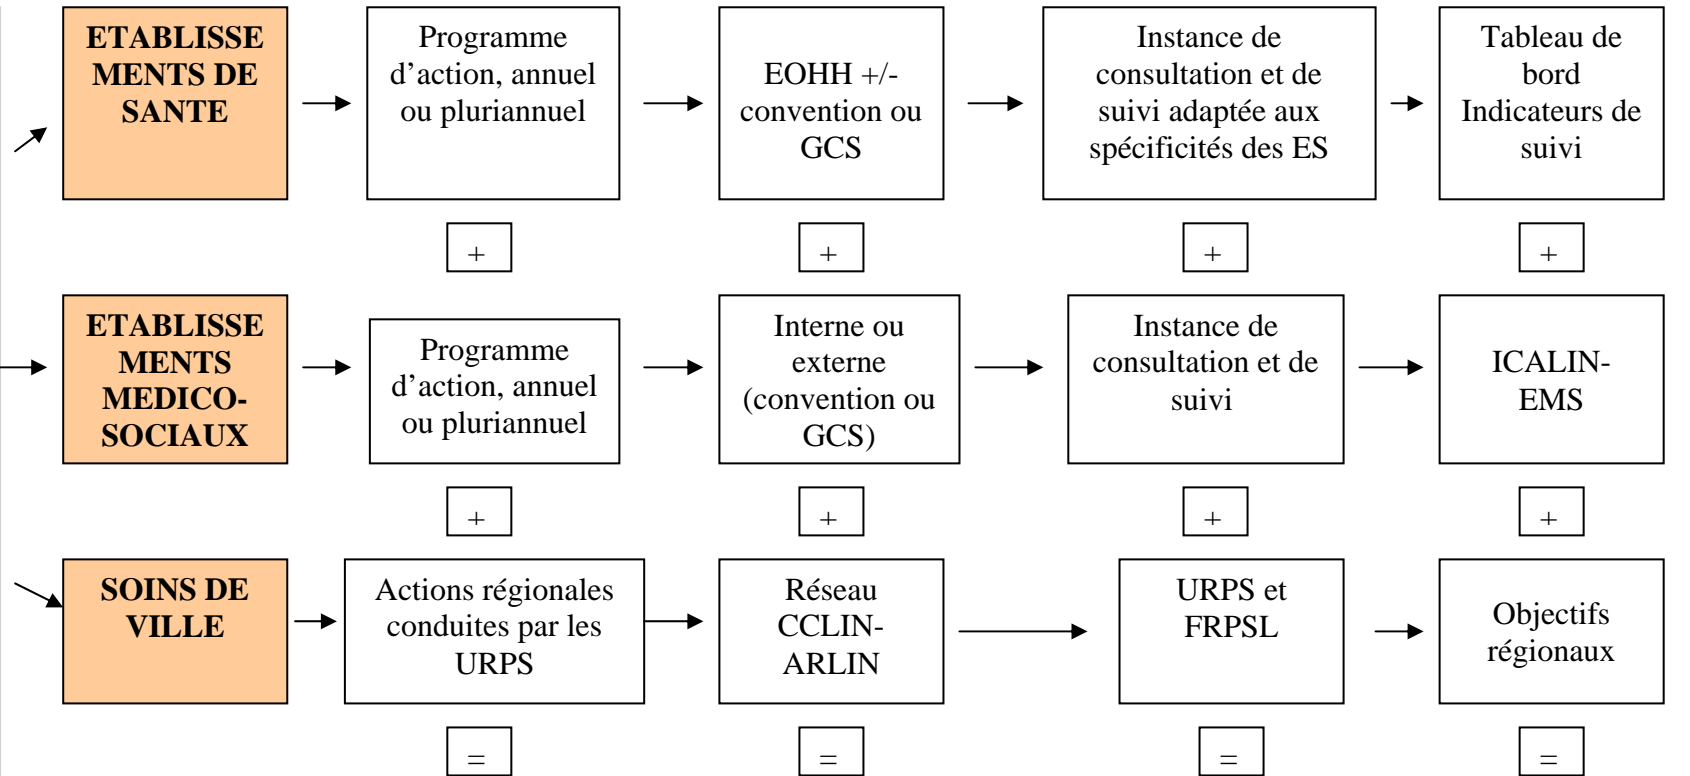 ETABLISSE
MENTS DE
SANTE
Programme
d'action, annuel
ou pluriannuel
EOHH +/-
convention ou
GCS
Instance de
consultation et de
suivi adaptée aux
spécificités des ES
Tableau de
bord
Indicateurs de
suivi
+
+
+
+
ETABLISSE
MENTS
MEDICO-
SOCIAUX
Programme
d'action, annuel
ou pluriannuel
Interne ou
externe
(convention ou
GCS)
Instance de
consultation et de
suivi
ICALIN-
EMS
+
+
+
+
SOINS DE
VILLE
Actions régionales
conduites par les
URPS
Réseau
CCLIN-
ARLIN
URPS et
FRPSL
Objectifs
régionaux
=
=
=
=